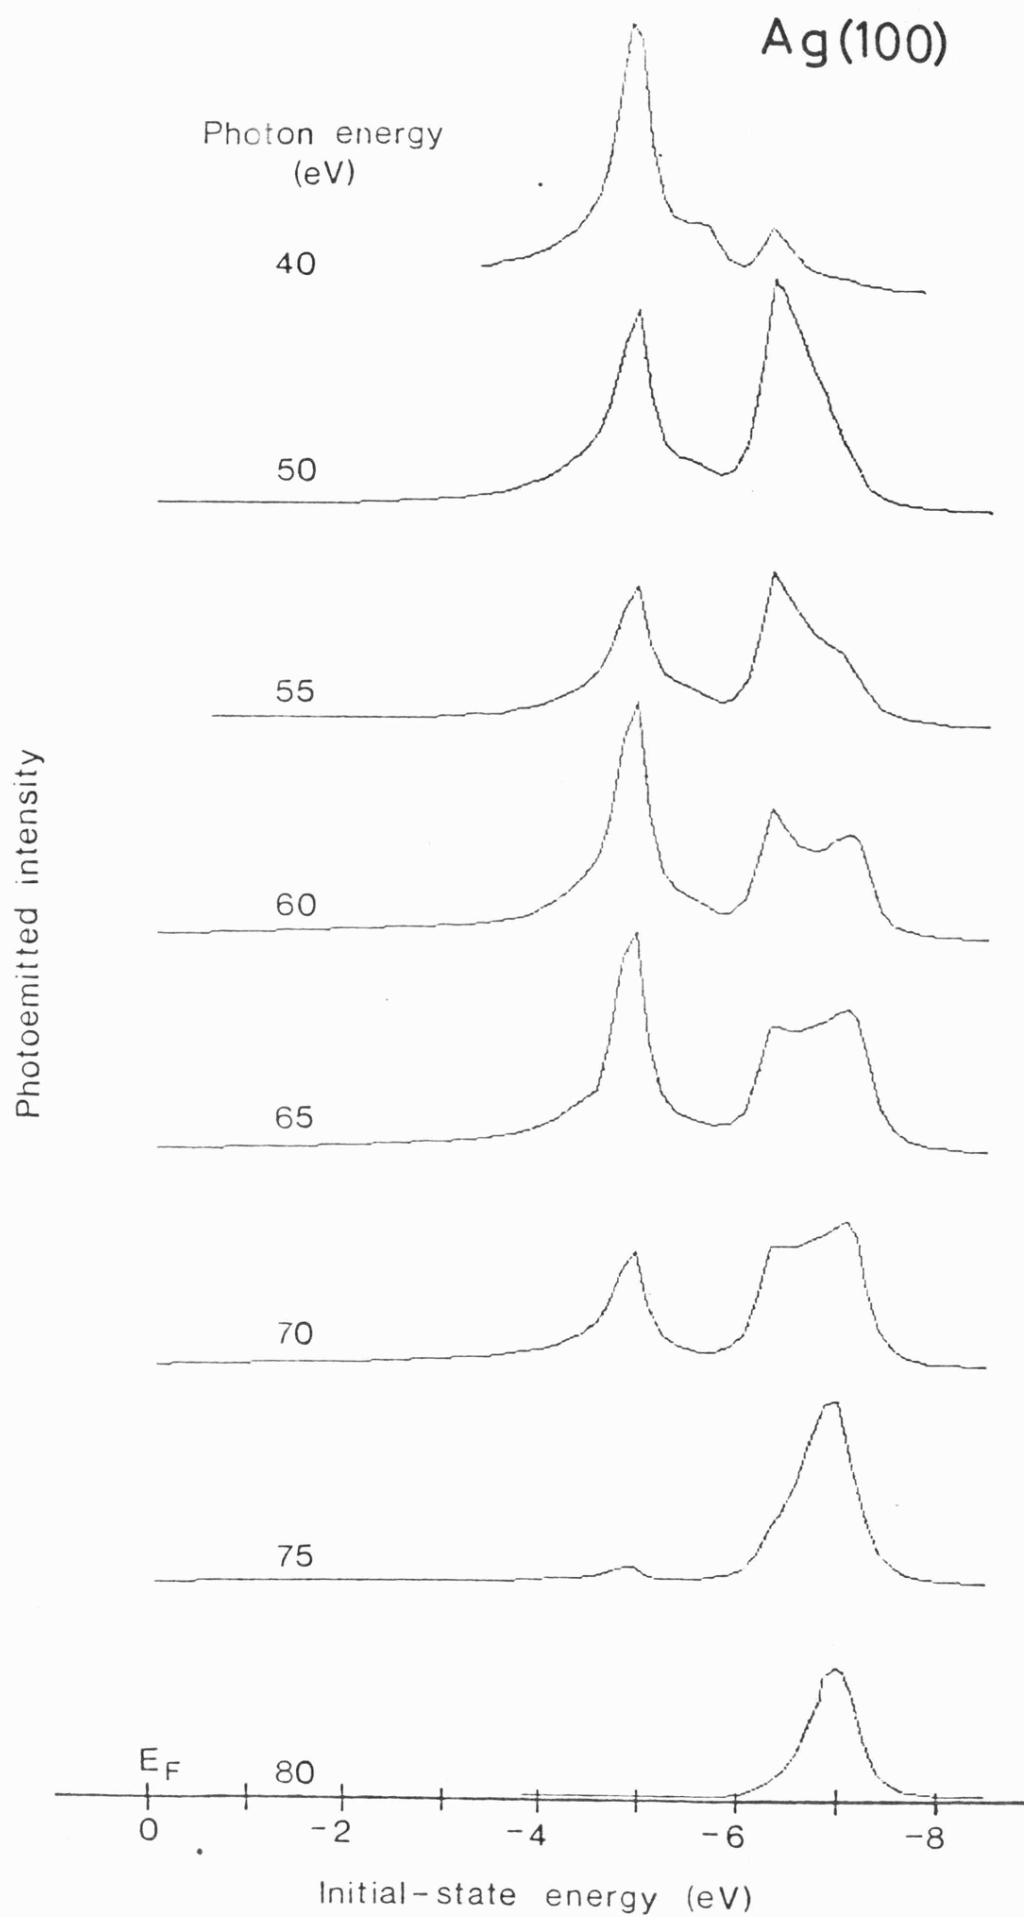 Ag(100)
Photon energy
(eV)
40
50
55
60
65
70
75
80
Photoemitted intensity
EF
0
-2
-4
-6
-8
Initial-state energy (eV)